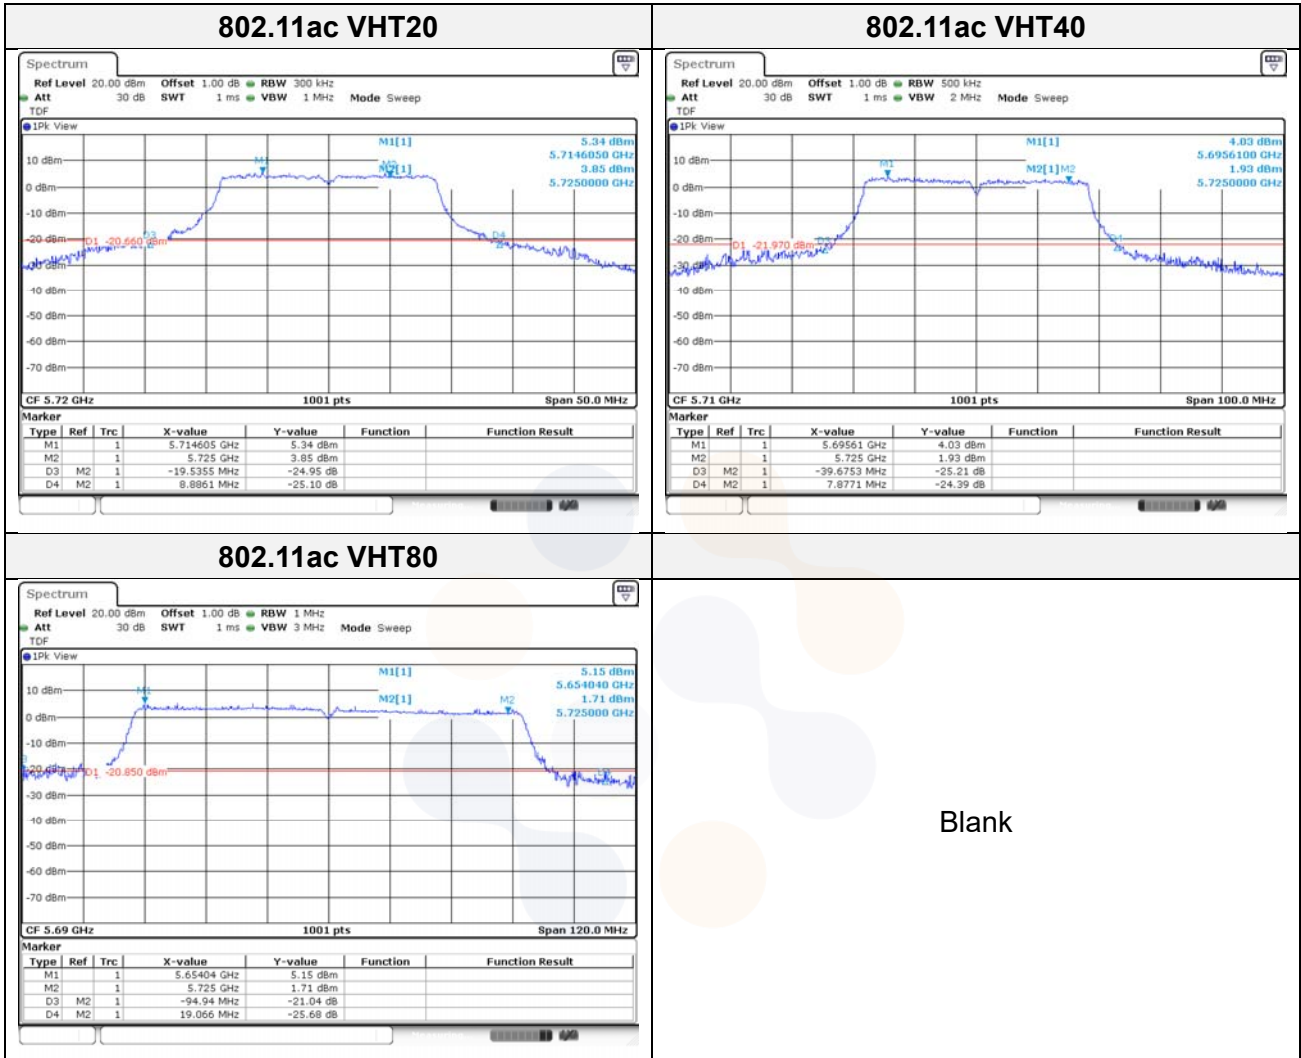 802.11ac VHT20
802.11ac VHT40
Spectrum
Ref Level 20.00 dBm Offset 1.00 dB RBW 300 kHz
Att 30 dB SWT 1 ms VBW 1 MHz Mode Sweep
TDF
1Pk View
M1[1] 5.34 dBm
5.7146050 GHz
M2[1] 3.85 dBm
5.7250000 GHz
M1
10 dBm
0 dBm
-10 dBm
-20 dBm
D1 -20.660 dBm
D3
D4
-30 dBm
-40 dBm
-50 dBm
-60 dBm
-70 dBm
CF 5.72 GHz 1001 pts Span 50.0 MHz
Marker
Type Ref Trc X-value Y-value Function Function Result
M1 1 5.714605 GHz 5.34 dBm
M2 1 5.725 GHz 3.85 dBm
D3 M2 1 -19.5355 MHz -24.95 dB
D4 M2 1 8.8861 MHz -25.10 dB
Spectrum
Ref Level 20.00 dBm Offset 1.00 dB RBW 500 kHz
Att 30 dB SWT 1 ms VBW 2 MHz Mode Sweep
TDF
1Pk View
M1[1] 4.03 dBm
5.6956100 GHz
M2[1] M2 1.93 dBm
5.7250000 GHz
M1
10 dBm
0 dBm
-10 dBm
-20 dBm
D1 -21.970 dBm
D3
D4
-30 dBm
-40 dBm
-50 dBm
-60 dBm
-70 dBm
CF 5.71 GHz 1001 pts Span 100.0 MHz
Marker
Type Ref Trc X-value Y-value Function Function Result
M1 1 5.69561 GHz 4.03 dBm
M2 1 5.725 GHz 1.93 dBm
D3 M2 1 -39.6753 MHz -25.21 dB
D4 M2 1 7.8771 MHz -24.39 dB
802.11ac VHT80
Spectrum
Ref Level 20.00 dBm Offset 1.00 dB RBW 1 MHz
Att 30 dB SWT 1 ms VBW 3 MHz Mode Sweep
TDF
1Pk View
M1[1] 5.15 dBm
5.654040 GHz
M2[1] 1.71 dBm
5.725000 GHz
M1
M2
10 dBm
0 dBm
-10 dBm
-20 dBm
D1 -20.850 dBm
-30 dBm
-40 dBm
-50 dBm
-60 dBm
-70 dBm
CF 5.69 GHz 1001 pts Span 120.0 MHz
Marker
Type Ref Trc X-value Y-value Function Function Result
M1 1 5.65404 GHz 5.15 dBm
M2 1 5.725 GHz 1.71 dBm
D3 M2 1 -94.94 MHz -21.04 dB
D4 M2 1 19.066 MHz -25.68 dB
Blank